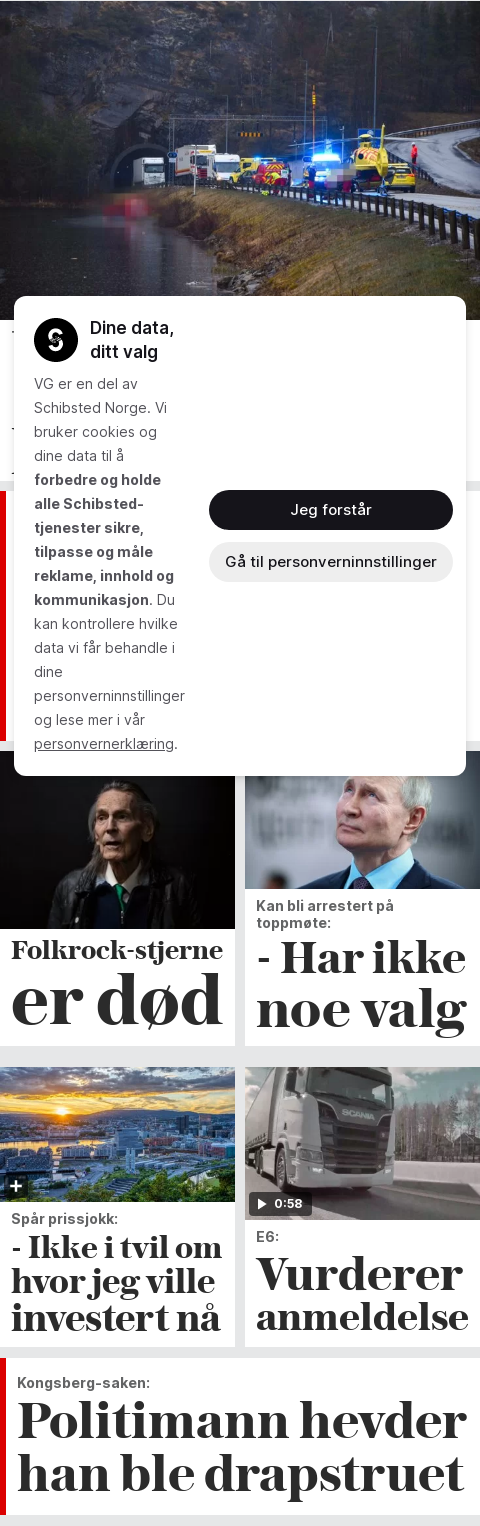 Dine data,
ditt valg
VG er en del av
Schibsted Norge. Vi
bruker cookies og
dine data til å
forbedre og holde
alle Schibsted-
tjenester sikre,
tilpasse og måle
reklame, innhold og
kommunikasjon. Du
kan kontrollere hvilke
data vi får behandle i
dine
personverninnstillinger
og lese mer i vår
personvernerklæring.
Jeg forstår
Gå til personverninnstillinger
Folkrock-stjerne
er død
Kan bli arrestert på
toppmøte:
- Har ikke
noe valg
Spår prissjokk:
- Ikke i tvil om
hvor jeg ville
investert nå
SCANIA
0:58
E6:
Vurderer
anmeldelse
Kongsberg-saken:
Politimann hevder
han ble drapstruet